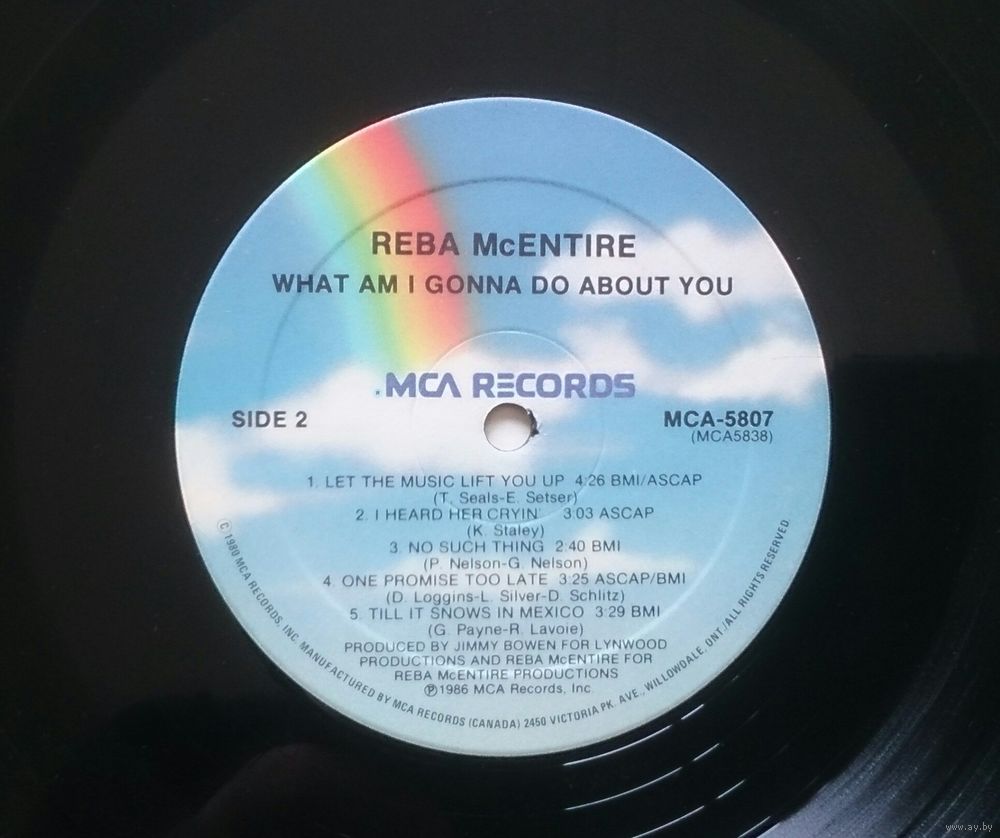 REBA McENTIRE
WHAT AM I GONNA DO ABOUT YOU
MCA RECORDS
SIDE 2
MCA-5807
(MCA5838)
1. LET THE MUSIC LIFT YOU UP 4:26 BMI/ASCAP
(T. Seals-E. Setser)
2. I HEARD HER CRYIN' 3:03 ASCAP
(K. Staley)
3. NO SUCH THING 2:40 BMI
(P. Nelson-G. Nelson)
4. ONE PROMISE TOO LATE 3:25 ASCAP/BMI
(D. Loggins-L. Silver-D. Schlitz)
5. TILL IT SNOWS IN MEXICO 3:29 BMI
(G. Payne-R. Lavoie)
PRODUCED BY JIMMY BOWEN FOR LYNWOOD
PRODUCTIONS AND REBA McENTIRE FOR
REBA McENTIRE PRODUCTIONS
℗1986 MCA Records, Inc.
© 1980 MCA RECORDS, INC. MANUFACTURED BY MCA RECORDS (CANADA) 2450 VICTORIA PK. AVE., WILLOWDALE, ONT./ALL RIGHTS RESERVED
www.ay.by